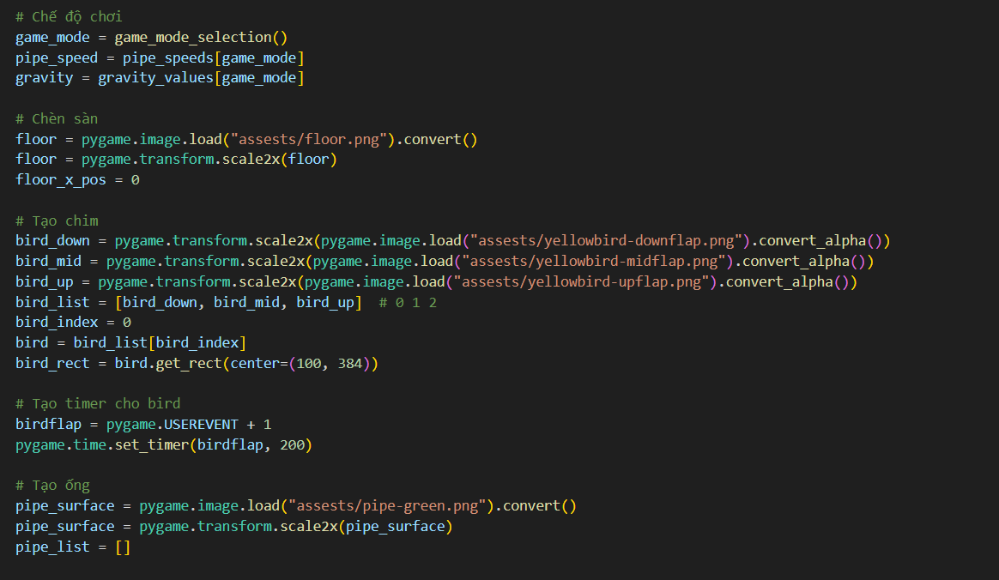 # Chế độ chơi
game_mode = game_mode_selection()
pipe_speed = pipe_speeds[game_mode]
gravity = gravity_values[game_mode]
# Chèn sàn
floor = pygame.image.load("assests/floor.png").convert()
floor = pygame.transform.scale2x(floor)
floor_x_pos = 0
# Tạo chim
bird_down = pygame.transform.scale2x(pygame.image.load("assests/yellowbird-downflap.png").convert_alpha())
bird_mid = pygame.transform.scale2x(pygame.image.load("assests/yellowbird-midflap.png").convert_alpha())
bird_up = pygame.transform.scale2x(pygame.image.load("assests/yellowbird-upflap.png").convert_alpha())
bird_list = [bird_down, bird_mid, bird_up]  # 0 1 2
bird_index = 0
bird = bird_list[bird_index]
bird_rect = bird.get_rect(center=(100, 384))
# Tạo timer cho bird
birdflap = pygame.USEREVENT + 1
pygame.time.set_timer(birdflap, 200)
# Tạo ống
pipe_surface = pygame.image.load("assests/pipe-green.png").convert()
pipe_surface = pygame.transform.scale2x(pipe_surface)
pipe_list = []